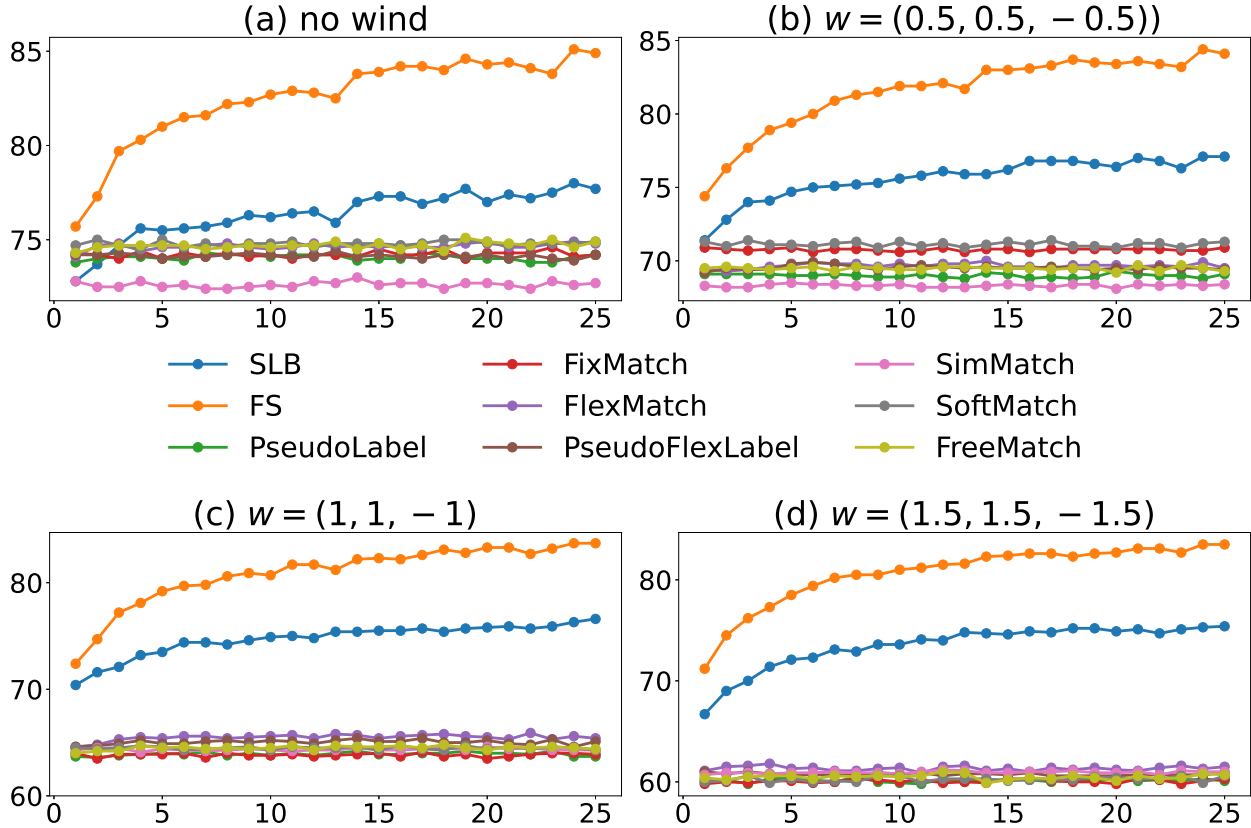 (a) no wind
(b) w = (0.5, 0.5, − 0.5))
85
80
75
0 5 10 15 20 25
85
80
75
70
0 5 10 15 20 25
SLB FixMatch SimMatch
FS FlexMatch SoftMatch
PseudoLabel PseudoFlexLabel FreeMatch
(c) w = (1, 1, − 1)
(d) w = (1.5, 1.5, − 1.5)
80
70
60
0 5 10 15 20 25
80
70
60
0 5 10 15 20 25